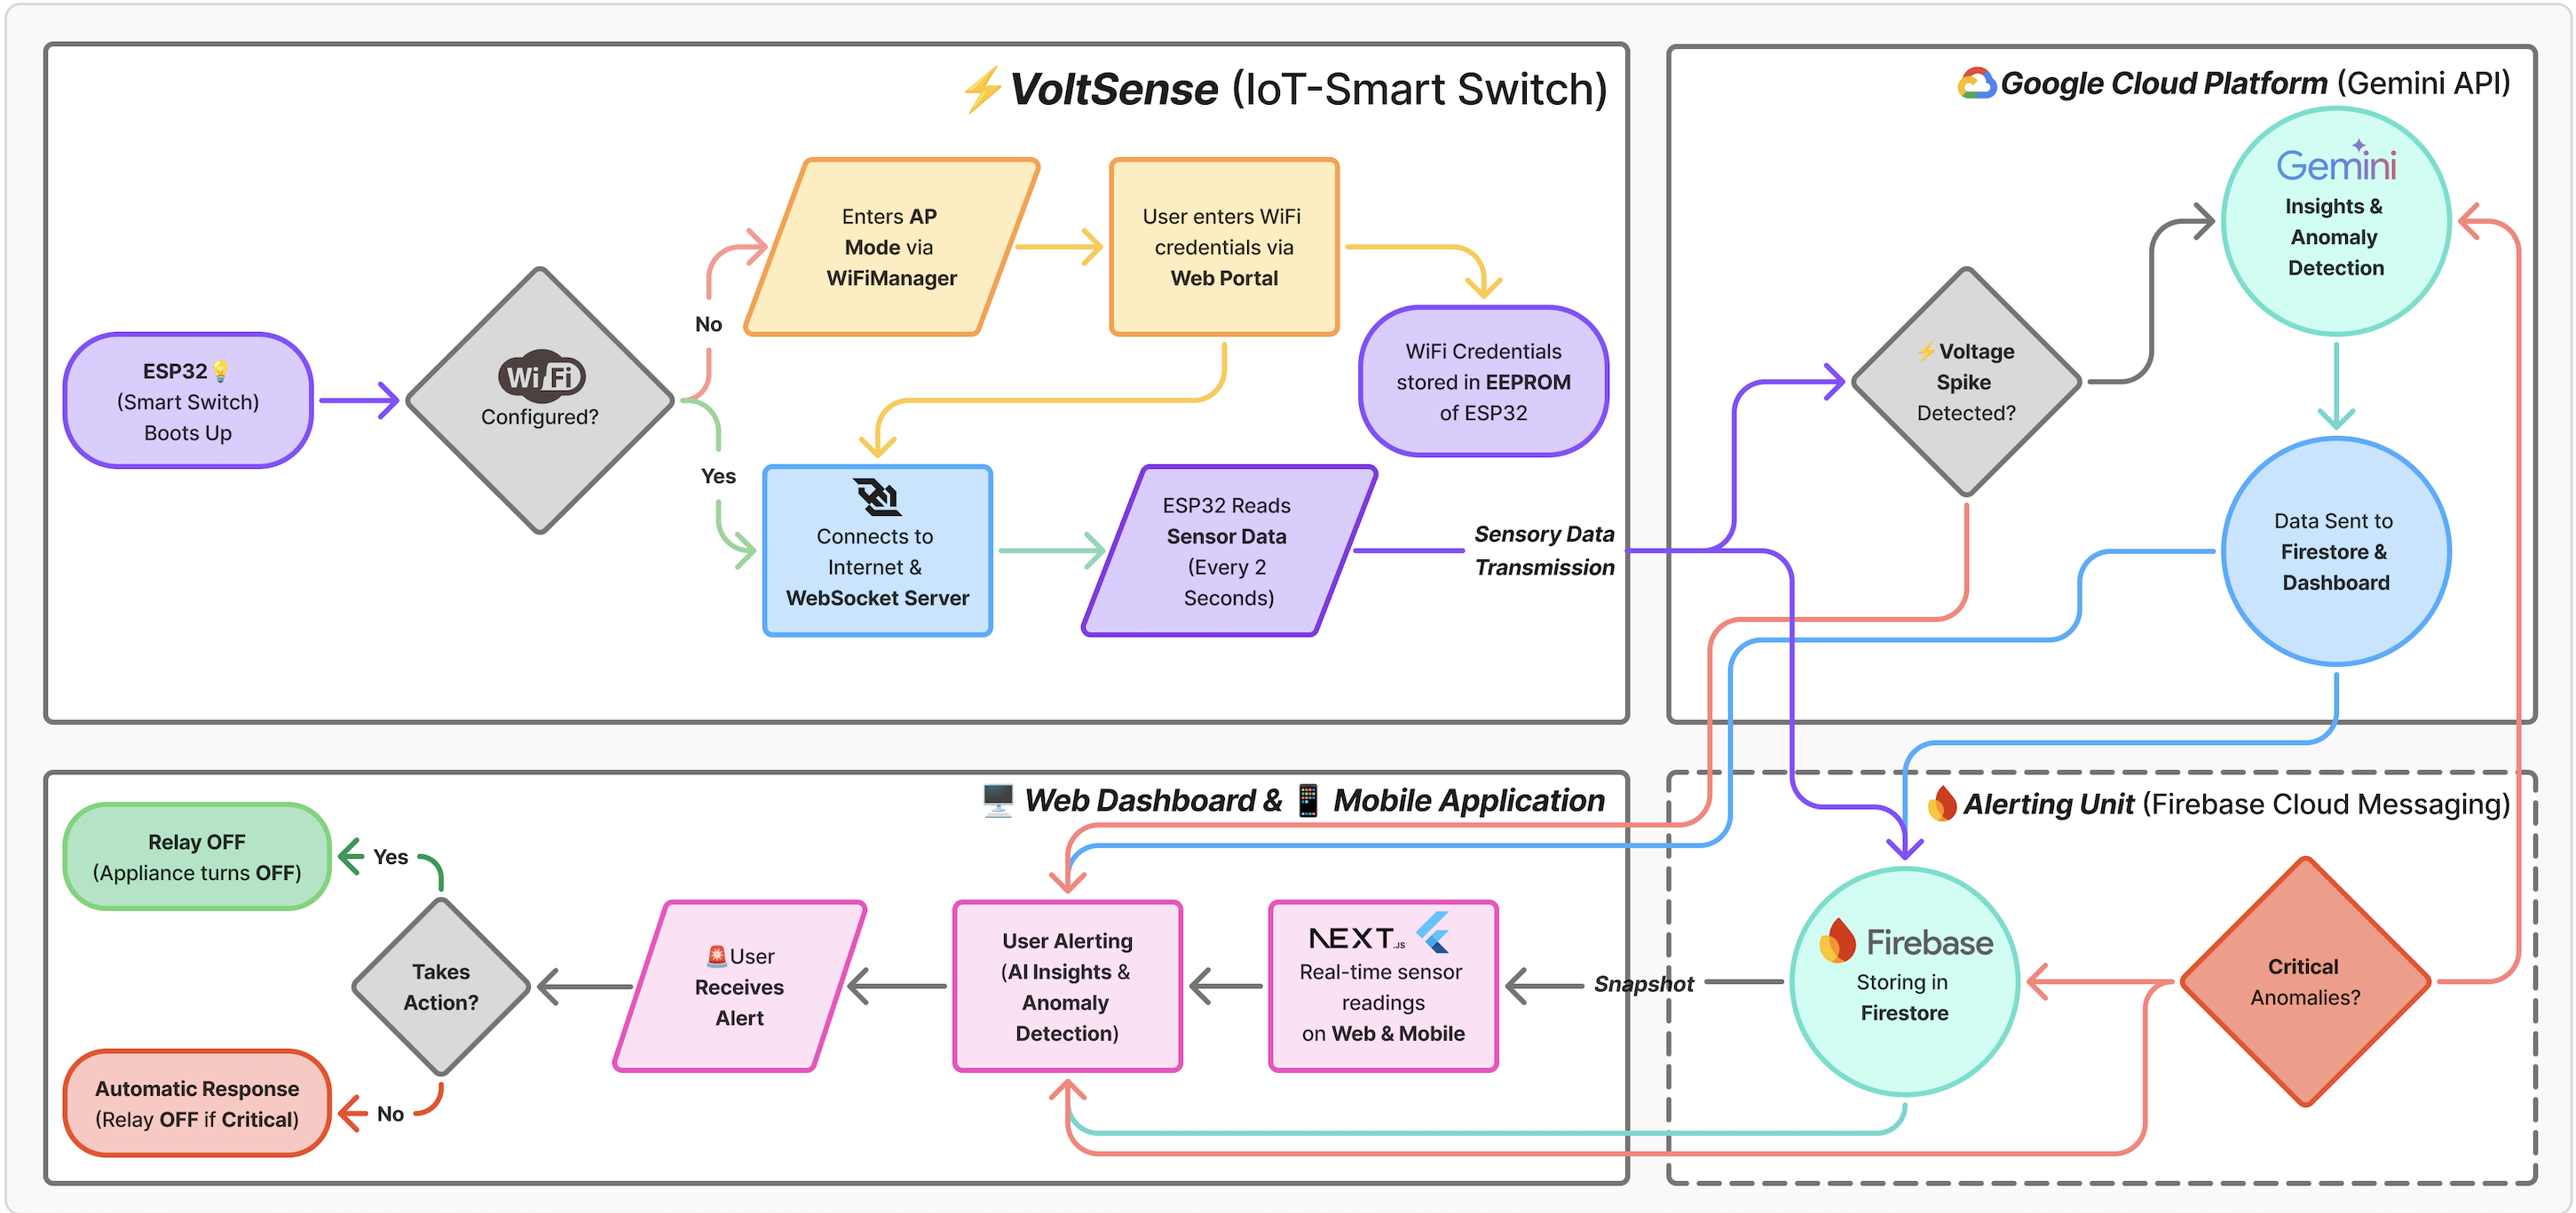 ⚡VoltSense (IoT-Smart Switch)
ESP32💡
(Smart Switch)
Boots Up
WiFi
Configured?
No
Yes
Enters AP
Mode via
WiFiManager
User enters WiFi
credentials via
Web Portal
WiFi Credentials
stored in EEPROM
of ESP32
Connects to
Internet &
WebSocket Server
ESP32 Reads
Sensor Data
(Every 2
Seconds)
Sensory Data
Transmission
Google Cloud Platform (Gemini API)
⚡Voltage
Spike
Detected?
Gemini
Insights &
Anomaly
Detection
Data Sent to
Firestore &
Dashboard
🖥️ Web Dashboard & 📱 Mobile Application
Relay OFF
(Appliance turns OFF)
Yes
Takes
Action?
No
Automatic Response
(Relay OFF if Critical)
🚨User
Receives
Alert
User Alerting
(AI Insights &
Anomaly
Detection)
NEXT.JS
Real-time sensor
readings
on Web & Mobile
Snapshot
Alerting Unit (Firebase Cloud Messaging)
Firebase
Storing in
Firestore
Critical
Anomalies?